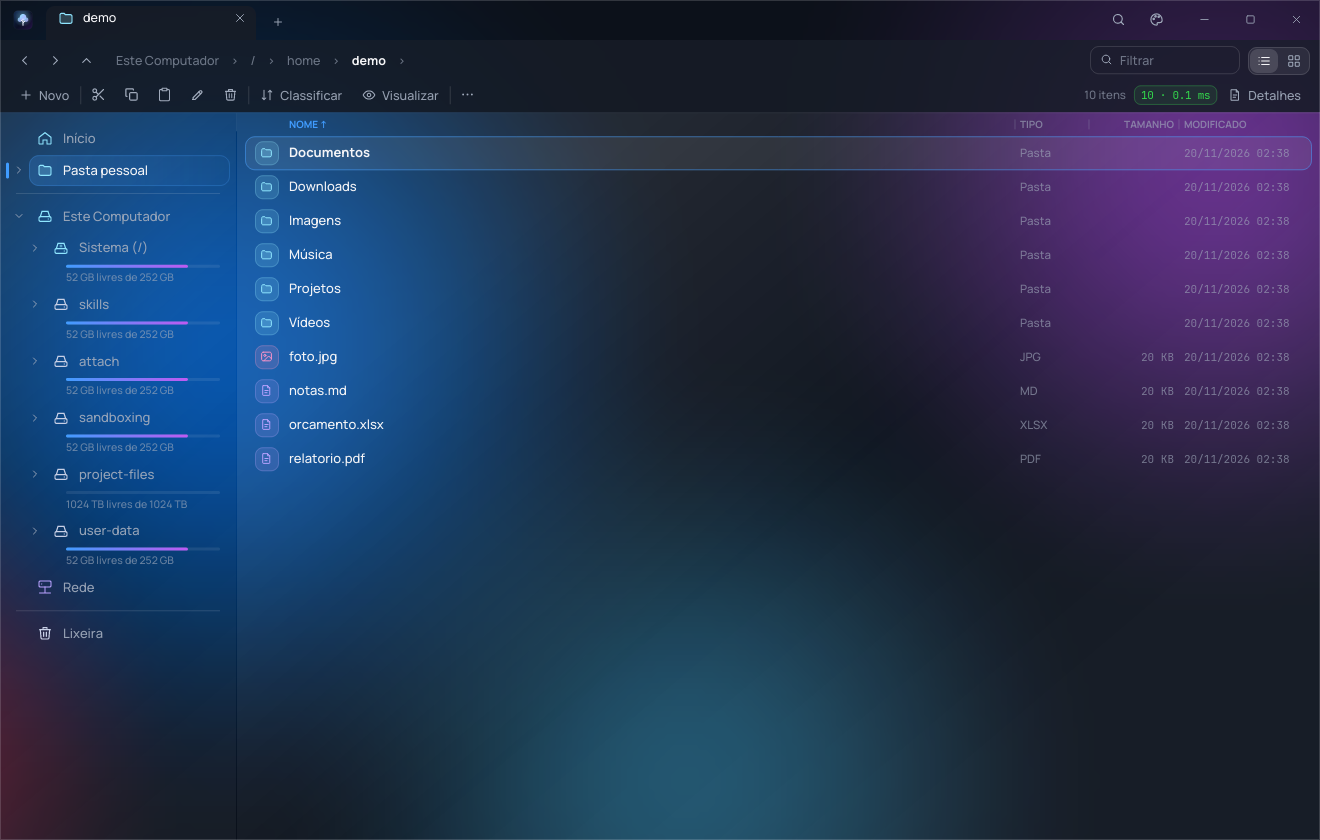 demo
Este Computador / home demo
Filtrar
Novo Classificar Visualizar 10 itens 10 · 0.1 ms Detalhes
Início
Pasta pessoal
Este Computador
Sistema (/)
52 GB livres de 252 GB
skills
52 GB livres de 252 GB
attach
52 GB livres de 252 GB
sandboxing
52 GB livres de 252 GB
project-files
1024 TB livres de 1024 TB
user-data
52 GB livres de 252 GB
Rede
Lixeira
NOME ↑ TIPO TAMANHO MODIFICADO
Documentos Pasta 20/11/2026 02:38
Downloads Pasta 20/11/2026 02:38
Imagens Pasta 20/11/2026 02:38
Música Pasta 20/11/2026 02:38
Projetos Pasta 20/11/2026 02:38
Vídeos Pasta 20/11/2026 02:38
foto.jpg JPG 20 KB 20/11/2026 02:38
notas.md MD 20 KB 20/11/2026 02:38
orcamento.xlsx XLSX 20 KB 20/11/2026 02:38
relatorio.pdf PDF 20 KB 20/11/2026 02:38